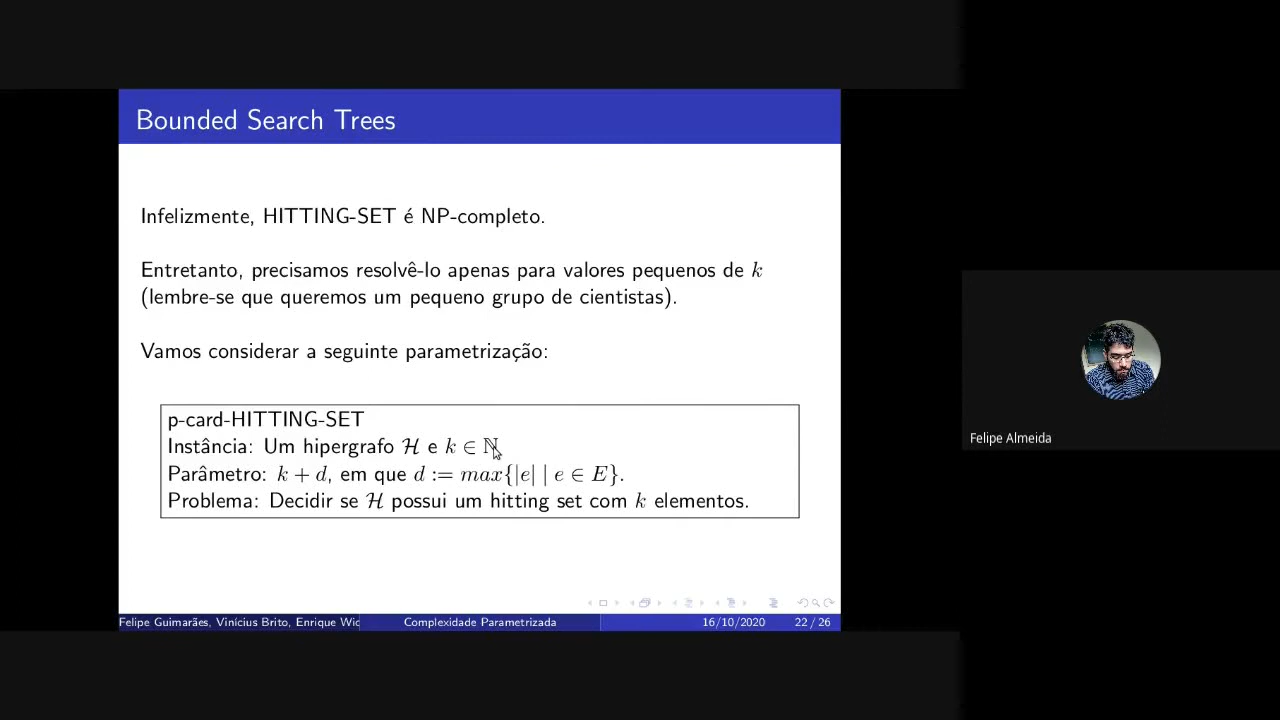 Bounded Search Trees
Infelizmente, HITTING-SET é NP-completo.
Entretanto, precisamos resolvê-lo apenas para valores pequenos de k
(lembre-se que queremos um pequeno grupo de cientistas).
Vamos considerar a seguinte parametrização:
p-card-HITTING-SET
Instância: Um hipergrafo ℋ e k ∈ ℕ
Parâmetro: k + d, em que d := max{|e| | e ∈ E}.
Problema: Decidir se ℋ possui um hitting set com k elementos.
Felipe Almeida
Felipe Guimarães, Vinícius Brito, Enrique Wic
Complexidade Parametrizada
16/10/2020
22 / 26